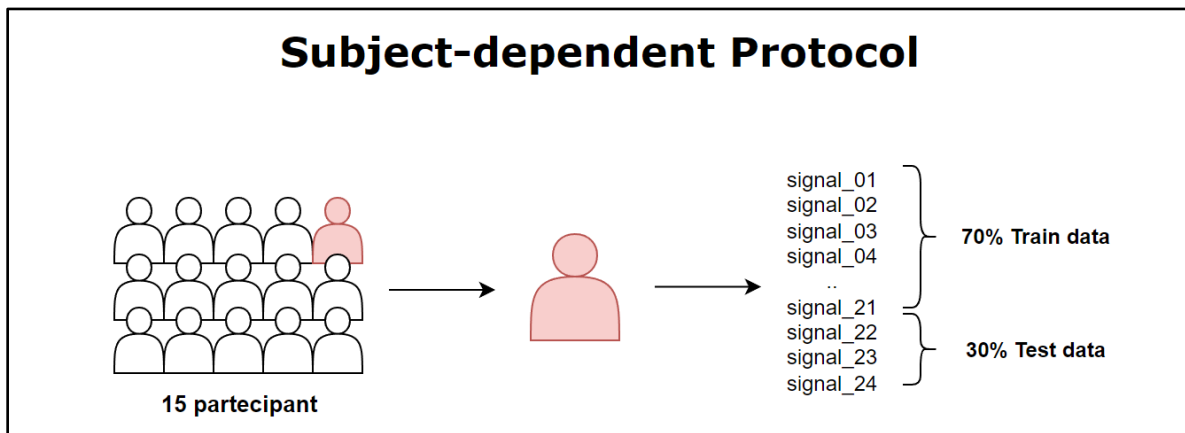 Subject-dependent Protocol
signal_01
signal_02
signal_03
signal_04
..
signal_21
signal_22
signal_23
signal_24
70% Train data
30% Test data
15 partecipant